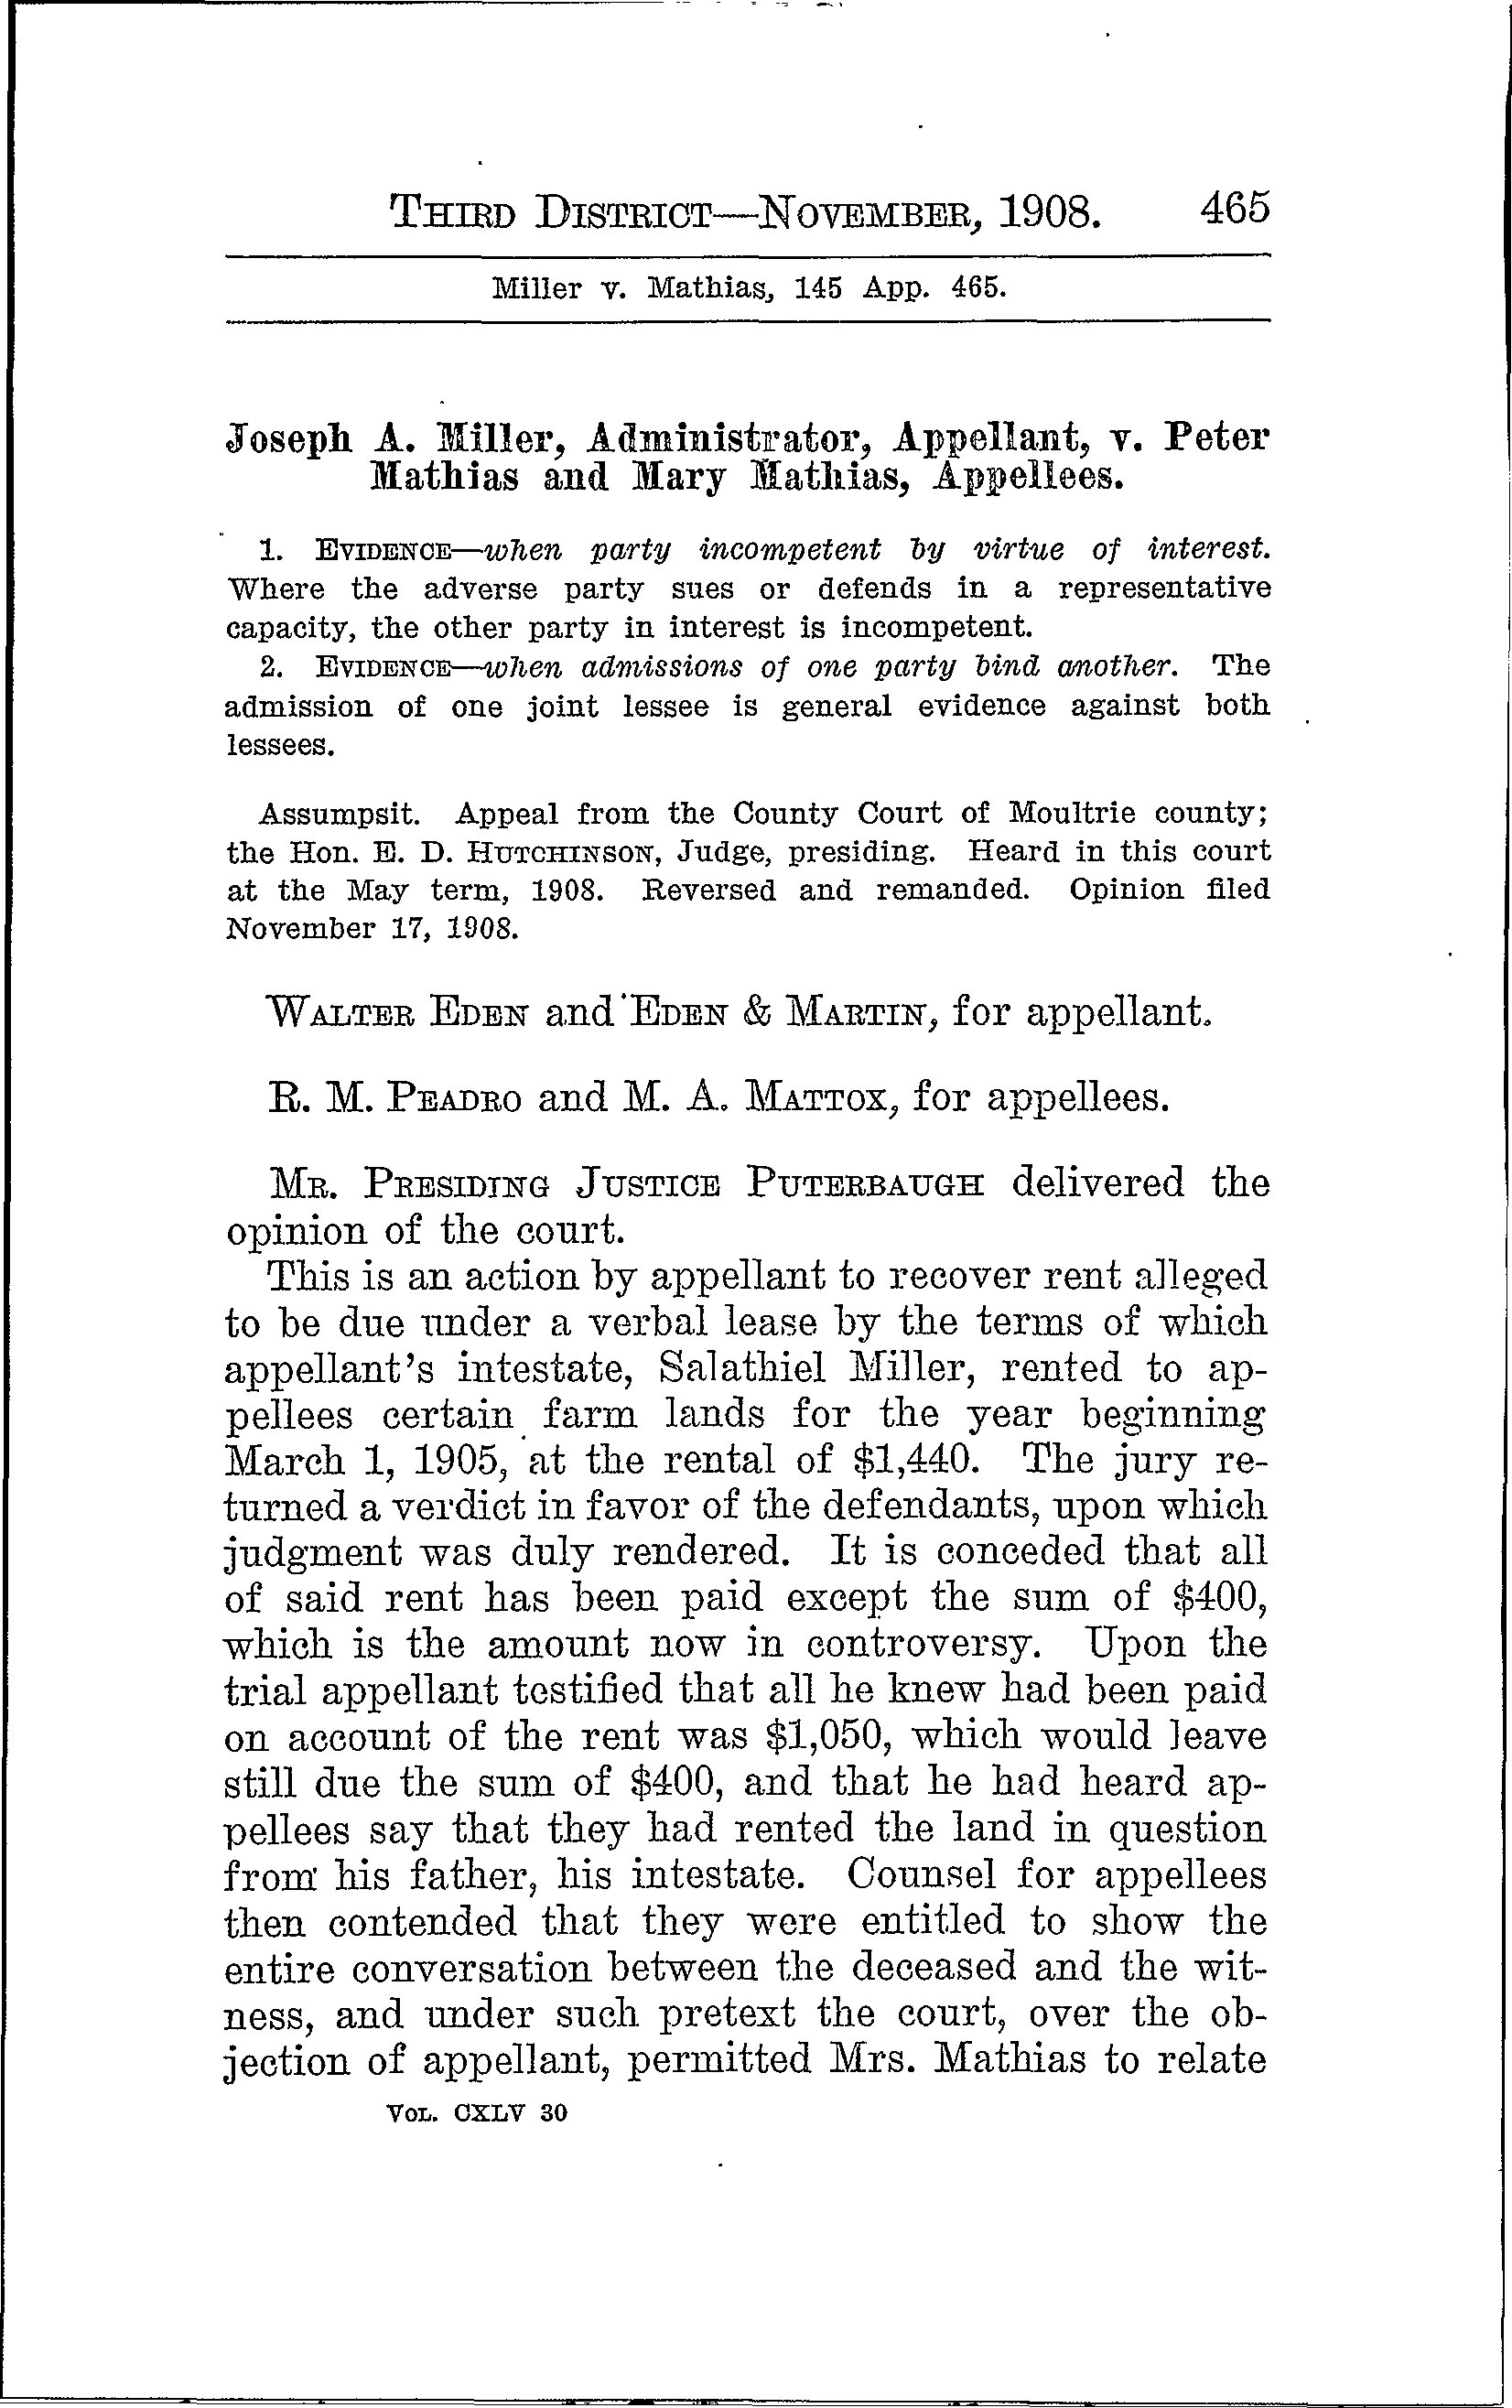 THIRD DISTRICT—NOVEMBER, 1908. 465
Miller v. Mathias, 145 App. 465.
Joseph A. Miller, Administrator, Appellant, v. Peter
Mathias and Mary Mathias, Appellees.
1. EVIDENCE—when party incompetent by virtue of interest.
Where the adverse party sues or defends in a representative
capacity, the other party in interest is incompetent.
2. EVIDENCE—when admissions of one party bind another. The
admission of one joint lessee is general evidence against both
lessees.
Assumpsit. Appeal from the County Court of Moultrie county;
the Hon. E. D. HUTCHINSON, Judge, presiding. Heard in this court
at the May term, 1908. Reversed and remanded. Opinion filed
November 17, 1908.
WALTER EDEN and EDEN & MARTIN, for appellant.
R. M. PEADRO and M. A. MATTOX, for appellees.
MR. PRESIDING JUSTICE PUTERBAUGH delivered the
opinion of the court.
This is an action by appellant to recover rent alleged
to be due under a verbal lease by the terms of which
appellant's intestate, Salathiel Miller, rented to ap-
pellees certain farm lands for the year beginning
March 1, 1905, at the rental of $1,440. The jury re-
turned a verdict in favor of the defendants, upon which
judgment was duly rendered. It is conceded that all
of said rent has been paid except the sum of $400,
which is the amount now in controversy. Upon the
trial appellant testified that all he knew had been paid
on account of the rent was $1,050, which would leave
still due the sum of $400, and that he had heard ap-
pellees say that they had rented the land in question
from his father, his intestate. Counsel for appellees
then contended that they were entitled to show the
entire conversation between the deceased and the wit-
ness, and under such pretext the court, over the ob-
jection of appellant, permitted Mrs. Mathias to relate
VOL. CXLV 30